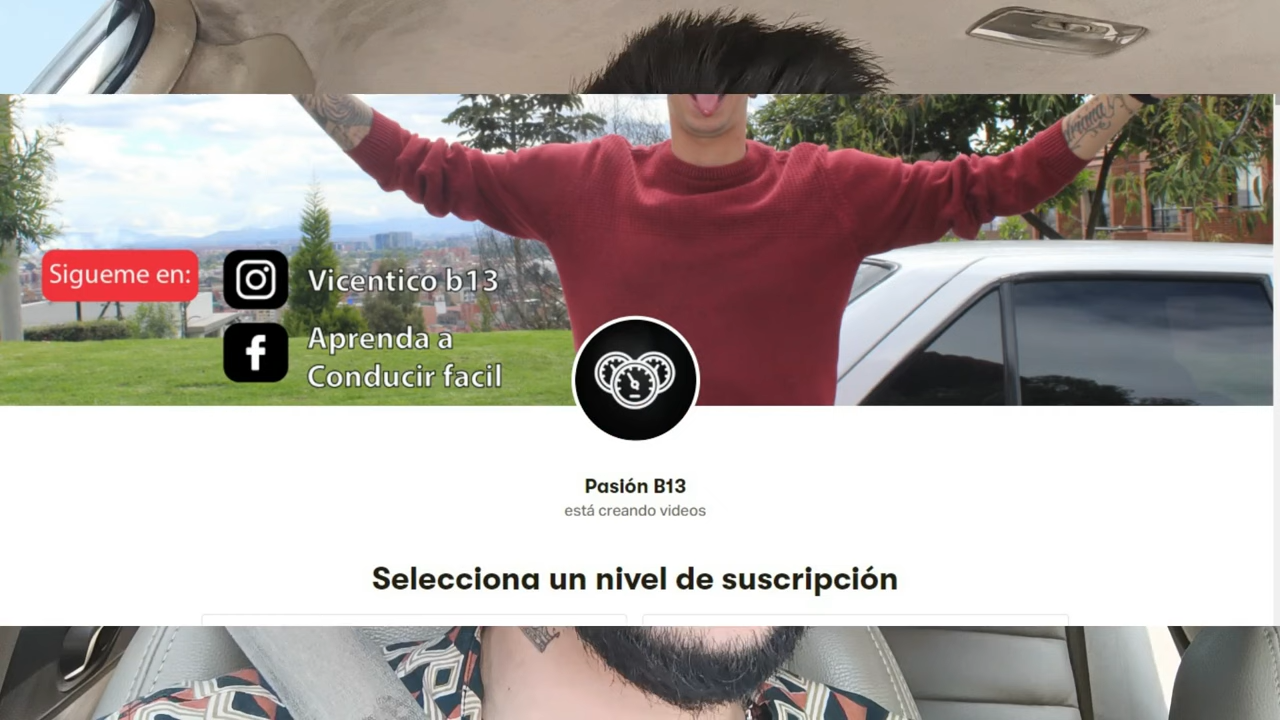 Sigueme en:
Vicentico b13
Aprenda a
Conducir facil
Pasión B13
está creando videos
Selecciona un nivel de suscripción